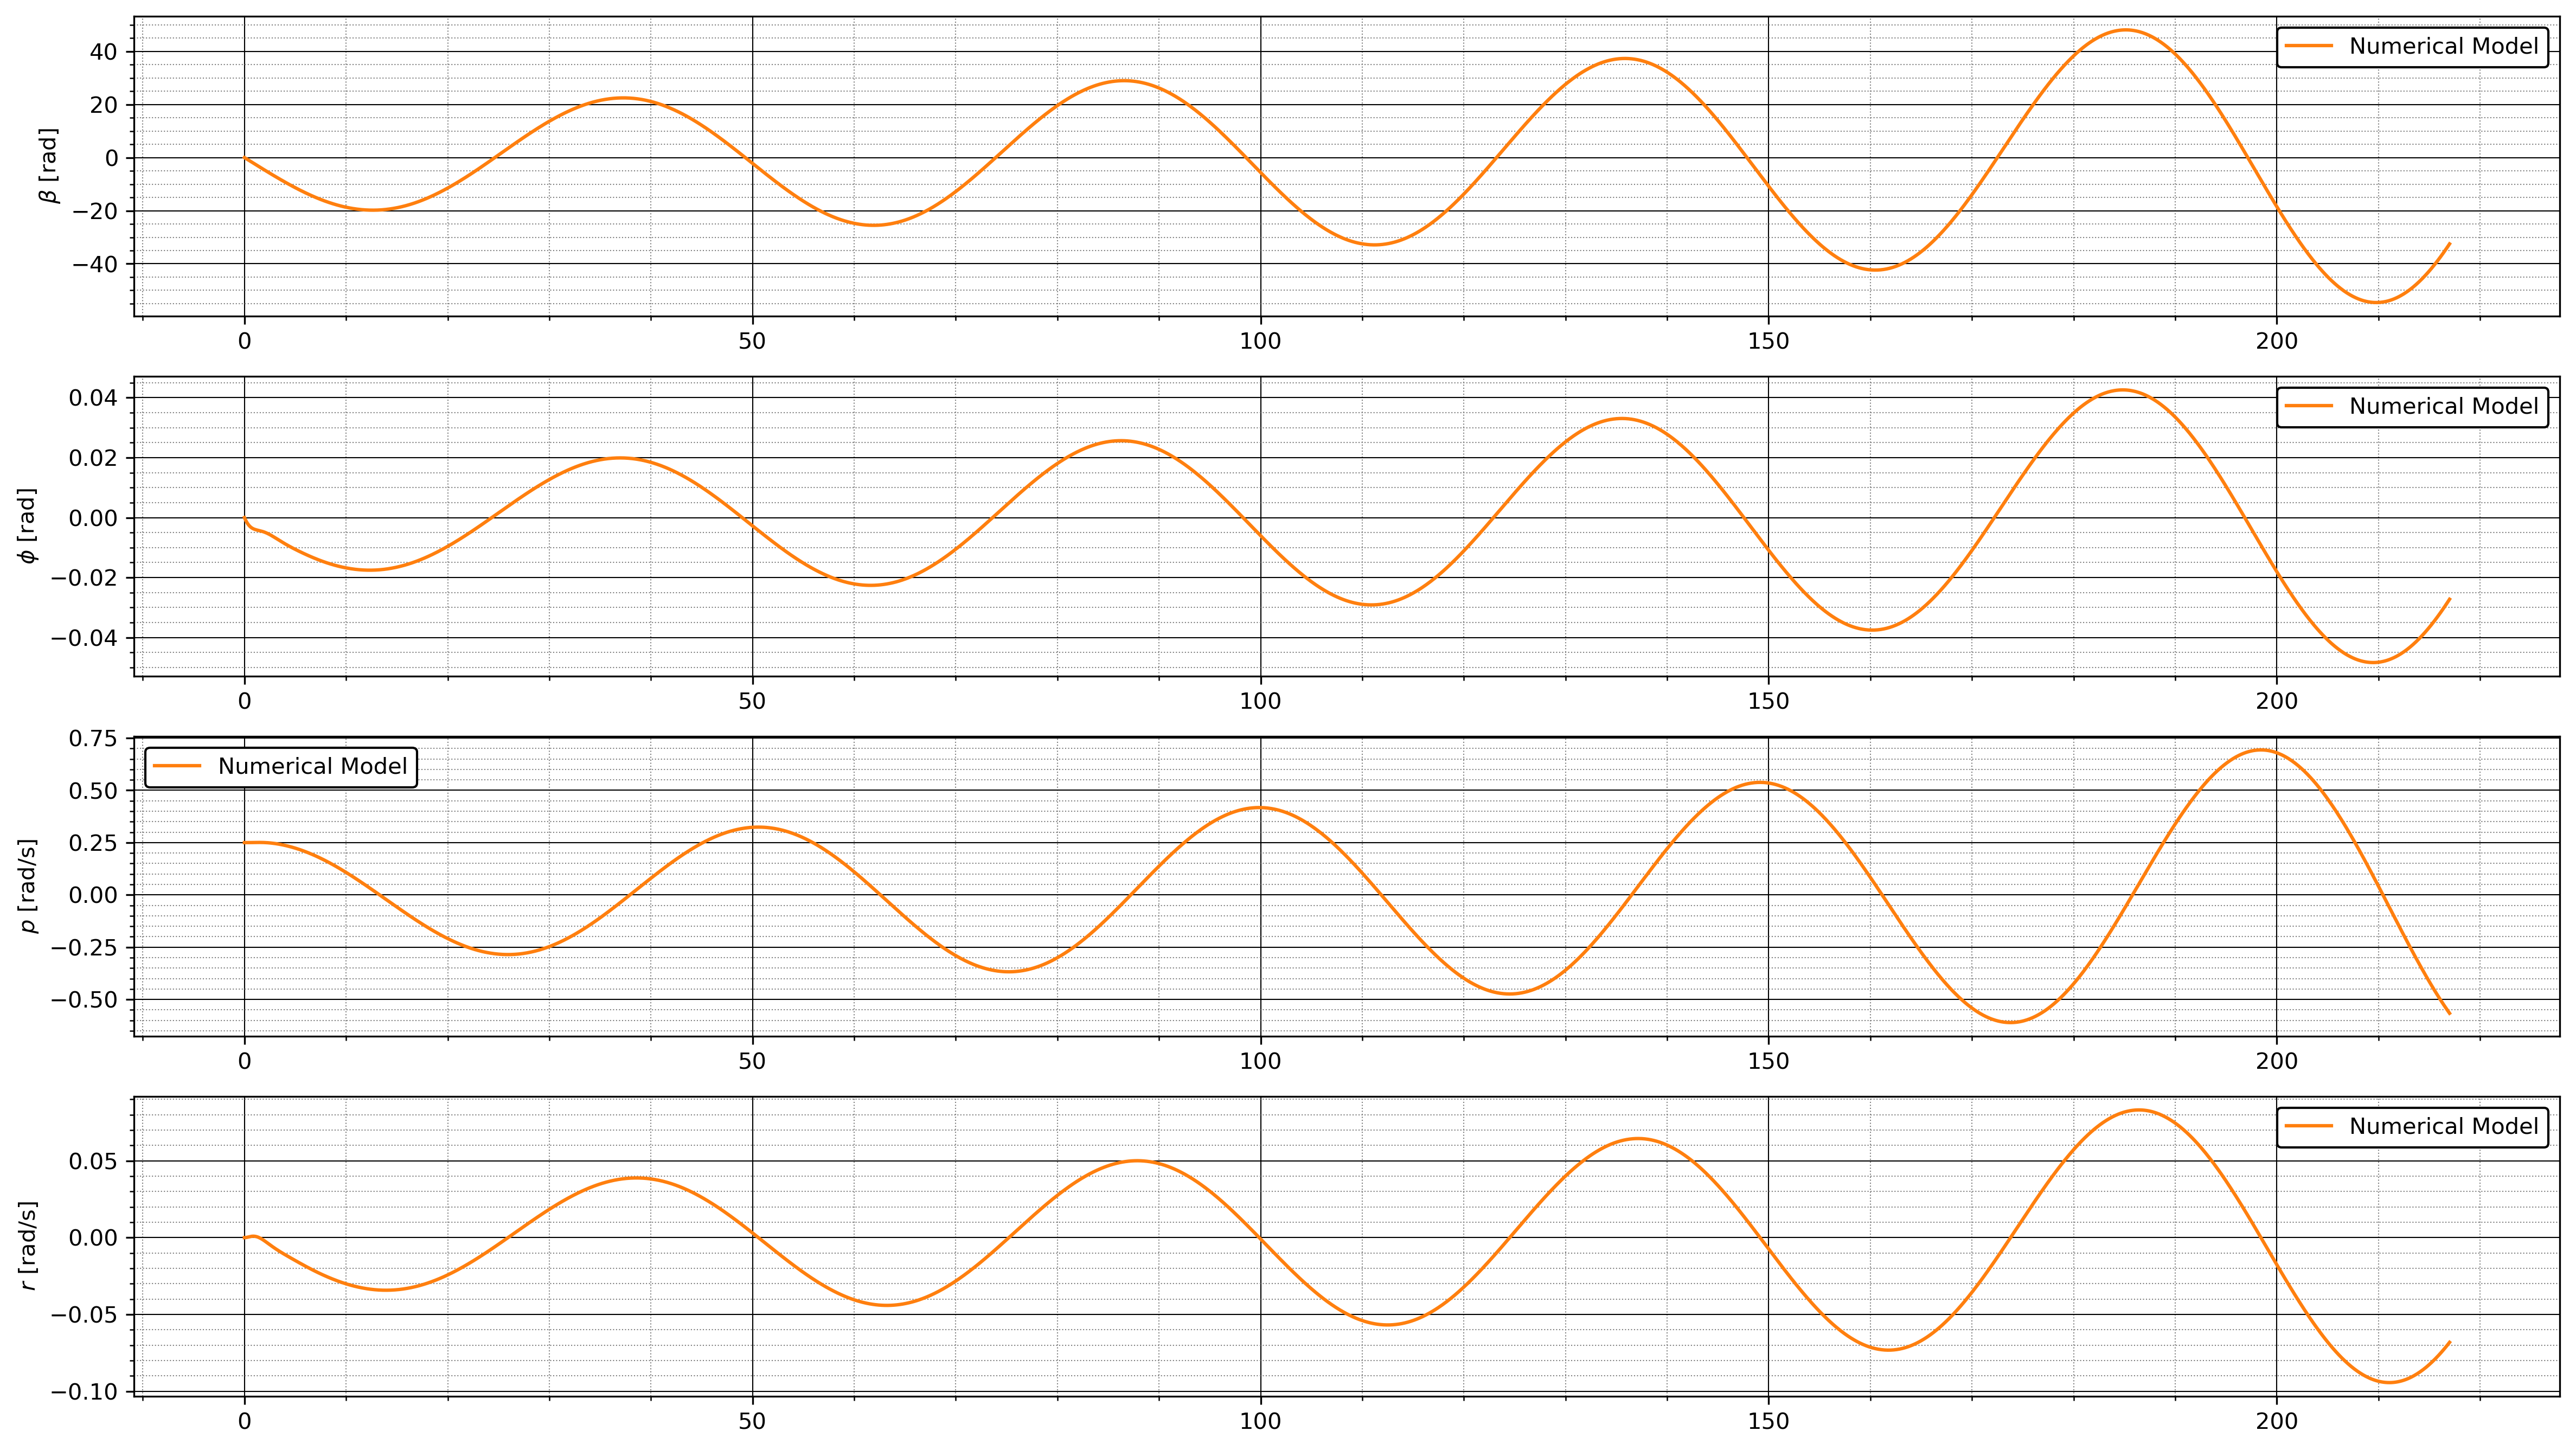 40
20
0
−20
−40
β [rad]
Numerical Model
0 50 100 150 200
0.04
0.02
0.00
−0.02
−0.04
ϕ [rad]
Numerical Model
0 50 100 150 200
0.75
0.50
0.25
0.00
−0.25
−0.50
p [rad/s]
Numerical Model
0 50 100 150 200
0.05
0.00
−0.05
−0.10
r [rad/s]
Numerical Model
0 50 100 150 200